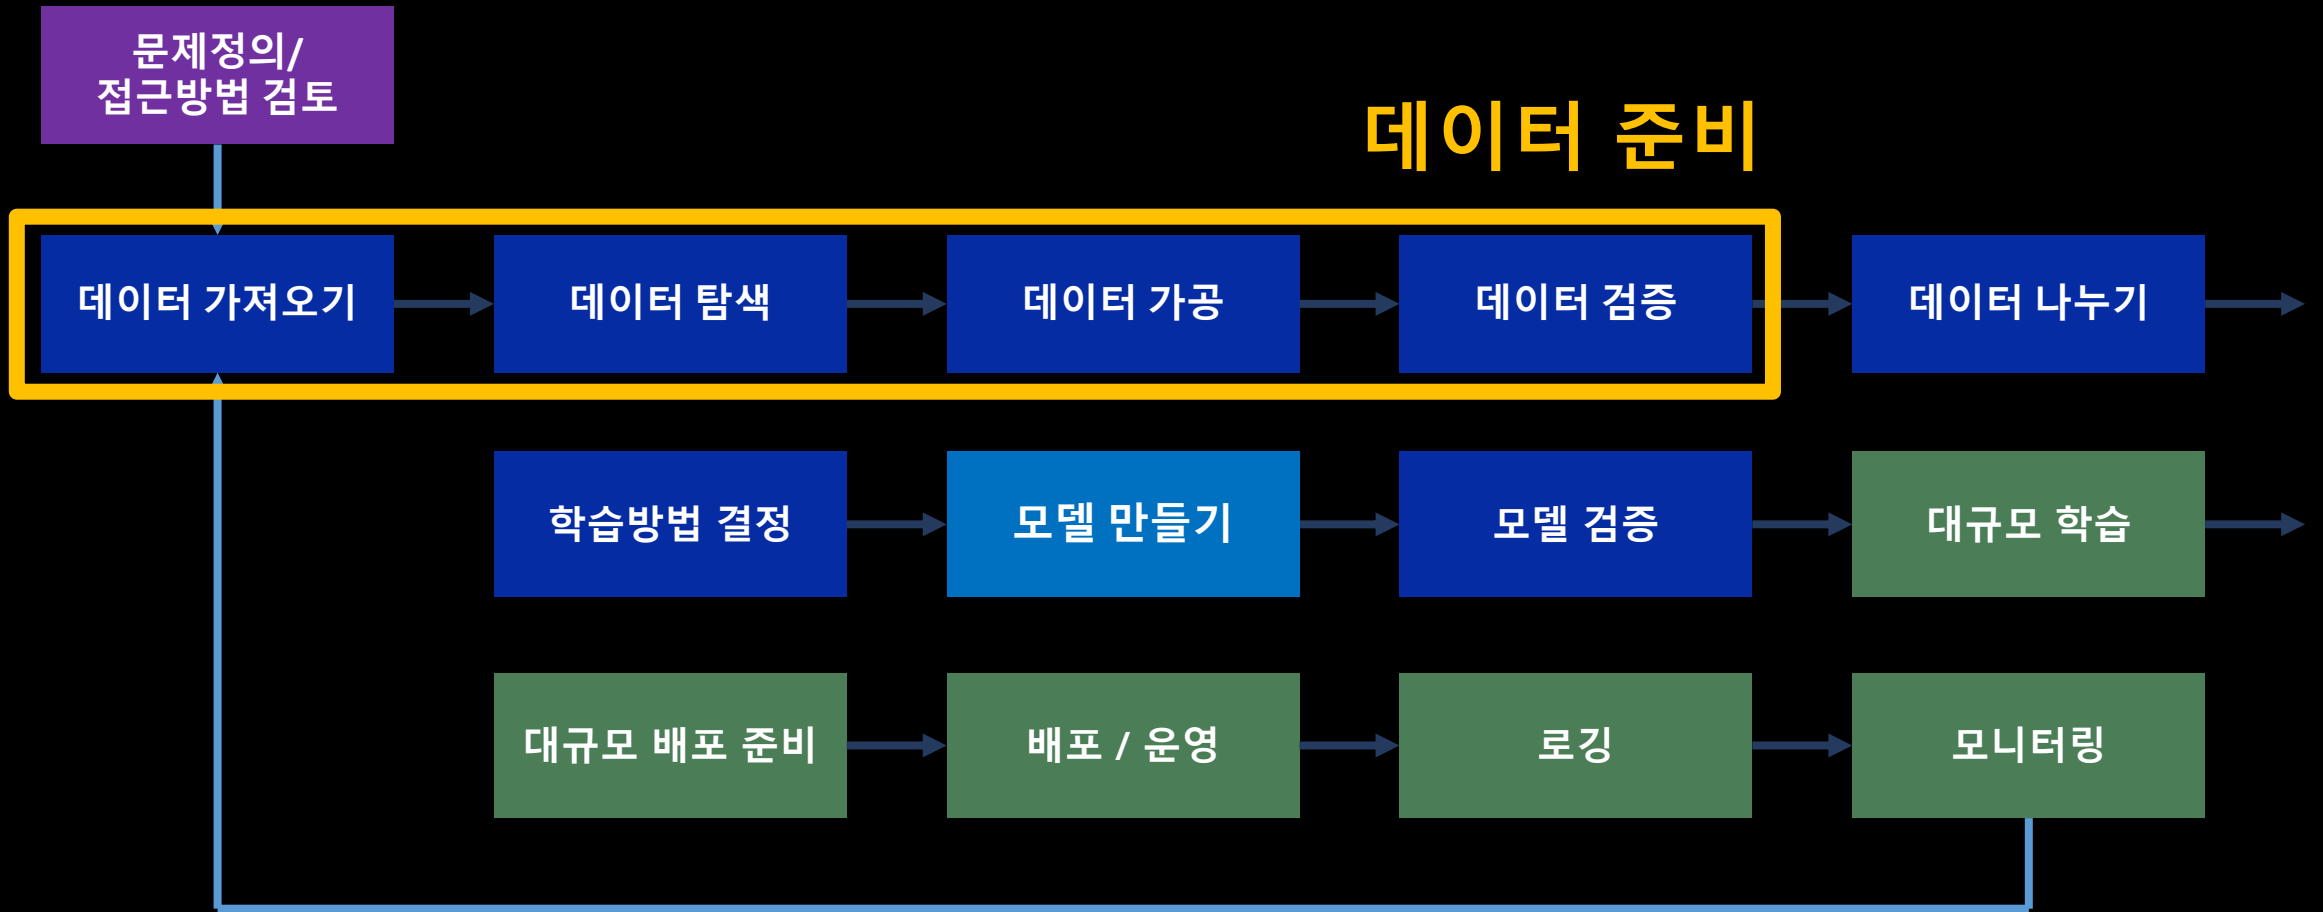 문제정의/
접근방법 검토
데이터 준비
데이터 가져오기
데이터 탐색
데이터 가공
데이터 검증
데이터 나누기
학습방법 결정
모델 만들기
모델 검증
대규모 학습
대규모 배포 준비
배포 / 운영
로깅
모니터링